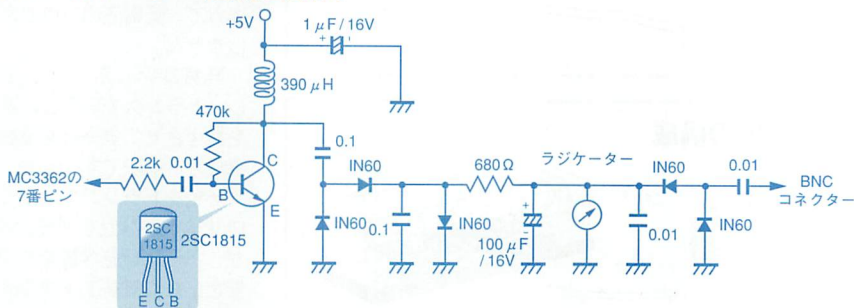 +5V
1μF/16V
+
-
390μH
470k
2.2k
0.01
MC3362の
7番ピン
B
C
E
2SC
1815
2SC1815
E C B
0.1
IN60
IN60
0.1
IN60
680Ω
+
-
100μF
/16V
ラジケーター
0.01
IN60
IN60
0.01
BNC
コネクター